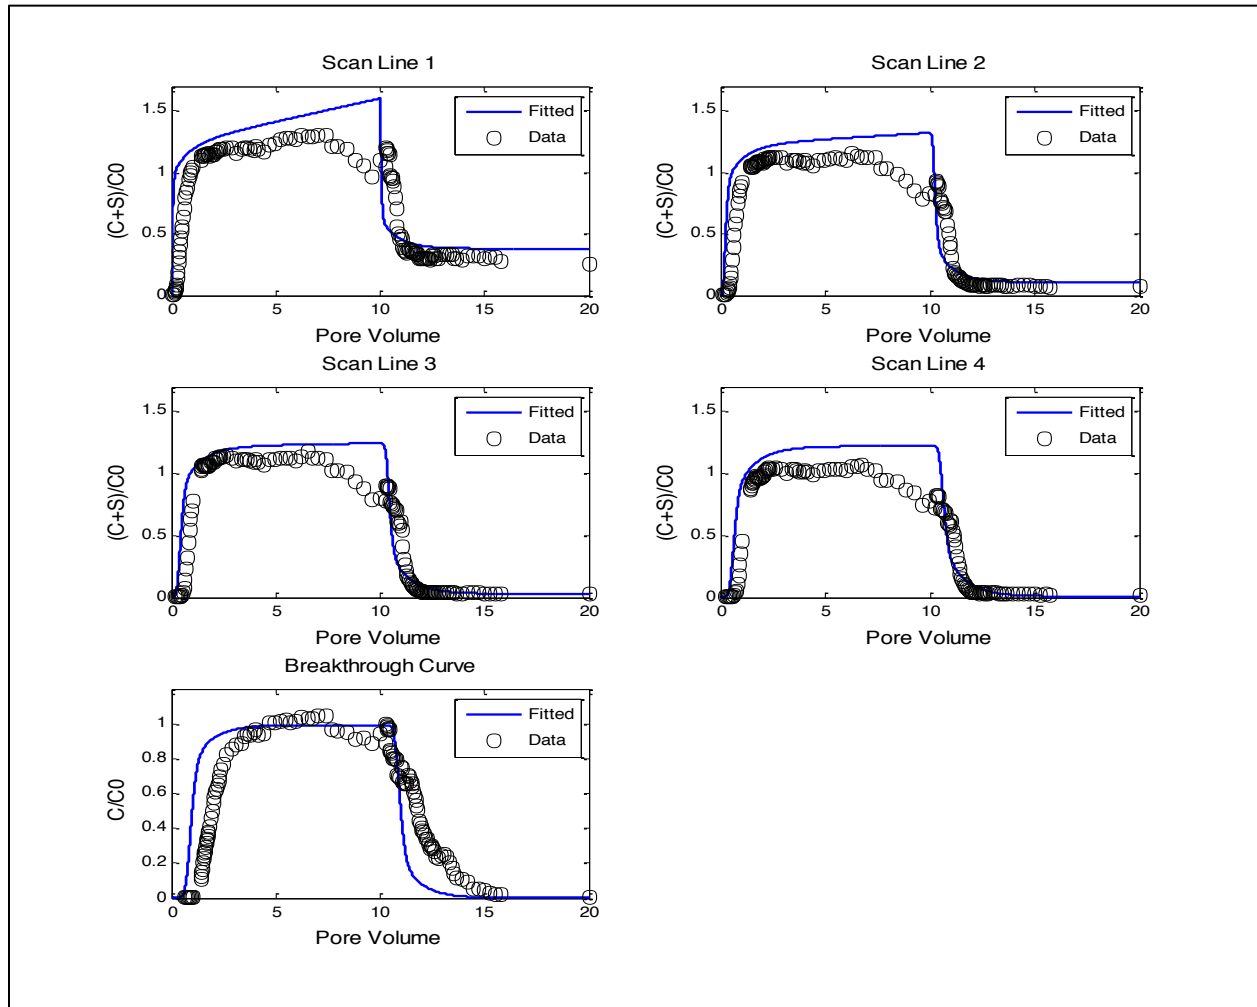 Scan Line 1
1.5
1
0.5
0
(C+S)/C0
Fitted
Data
0 5 10 15 20
Pore Volume
Scan Line 2
1.5
1
0.5
0
(C+S)/C0
Fitted
Data
0 5 10 15 20
Pore Volume
Scan Line 3
1.5
1
0.5
0
(C+S)/C0
Fitted
Data
0 5 10 15 20
Pore Volume
Scan Line 4
1.5
1
0.5
0
(C+S)/C0
Fitted
Data
0 5 10 15 20
Pore Volume
Breakthrough Curve
1
0.8
0.6
0.4
0.2
0
C/C0
Fitted
Data
0 5 10 15 20
Pore Volume